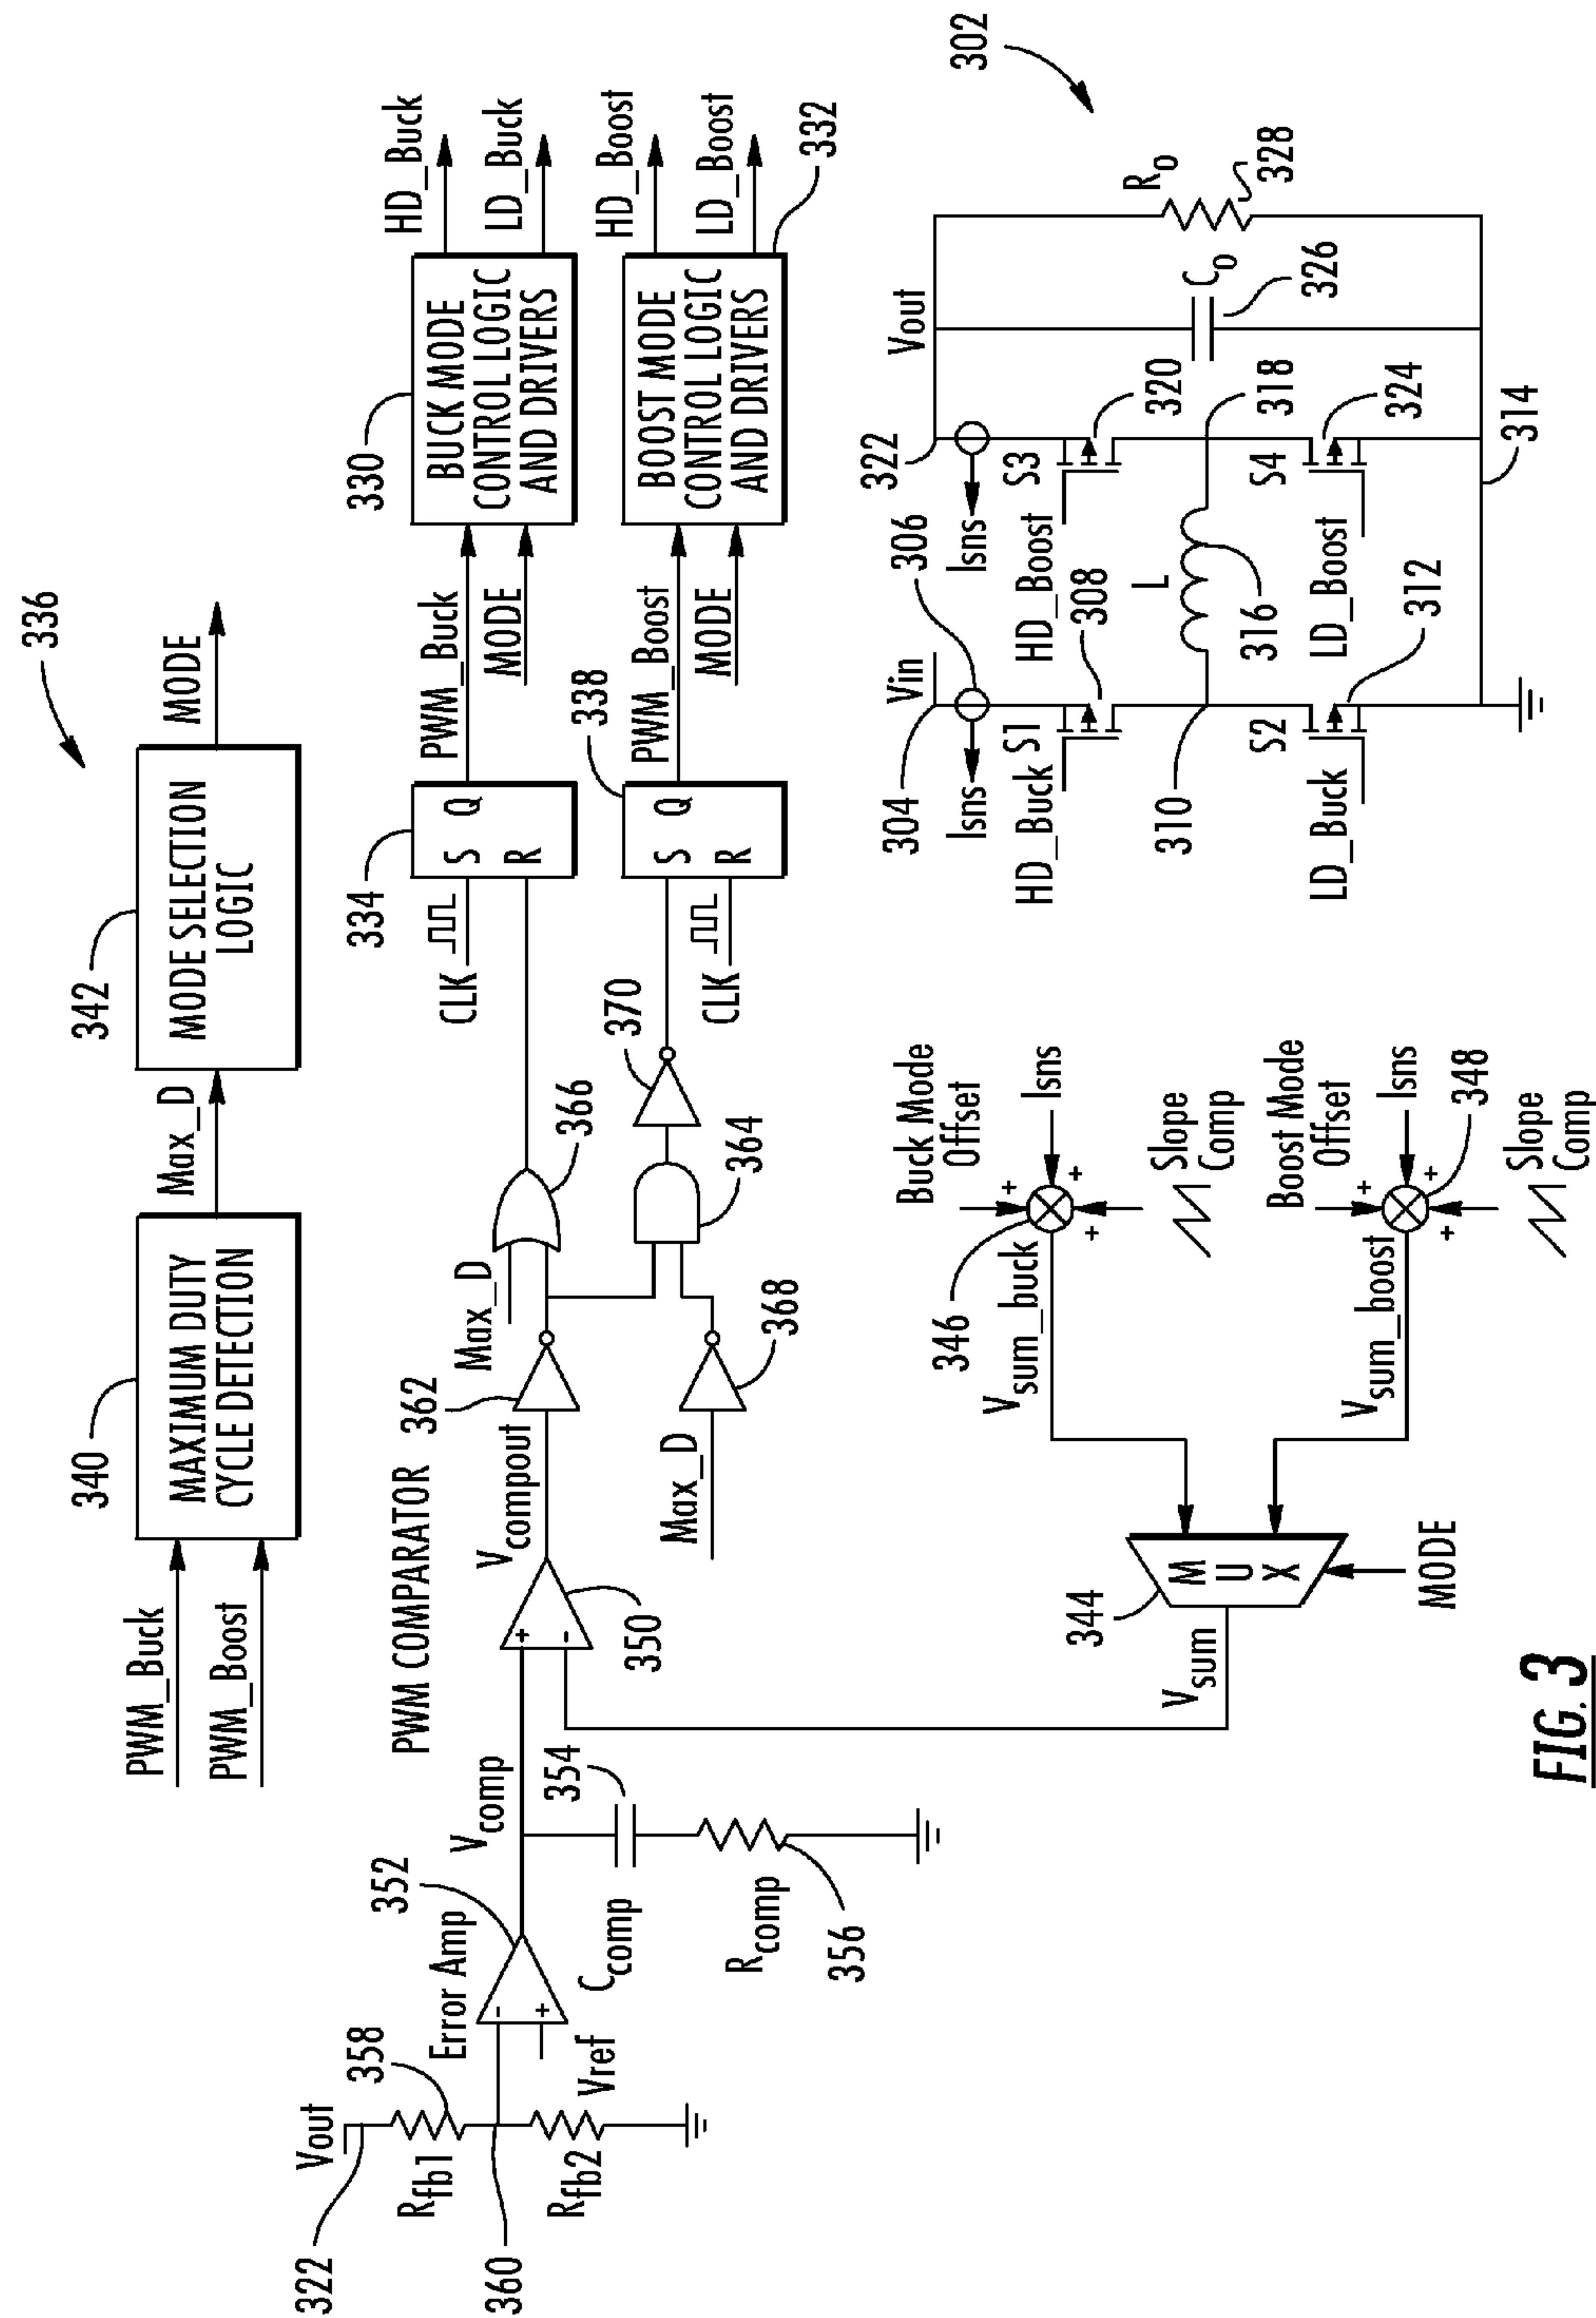 336
340
342
PWM_Buck
PWM_Boost
MAXIMUM DUTY
CYCLE DETECTION
Max_D
MODE SELECTION
LOGIC
MODE
322
Vout
358
Rfb1
360
Rfb2
Vref
Error Amp
-
+
352
Vcomp
Ccomp
354
Rcomp
356
PWM COMPARATOR
+
-
350
Vcompout
362
Max_D
366
Max_D
368
364
370
CLK
334
S Q
R
PWM_Buck
MODE
330
BUCK MODE
CONTROL LOGIC
AND DRIVERS
HD_Buck
LD_Buck
CLK
338
S Q
R
PWM_Boost
MODE
BOOST MODE
CONTROL LOGIC
AND DRIVERS
332
HD_Boost
LD_Boost
Vsum
344
MUX
MODE
Vsum_buck
346
Buck Mode
Offset
+
+
+
Isns
Slope
Comp
Vsum_boost
Boost Mode
Offset
+
+
+
Isns
348
Slope
Comp
302
304
Vin
306
Isns
HD_Buck
S1
308
310
S2
LD_Buck
312
L
316
322
Isns
Vout
HD_Boost
S3
320
318
S4
LD_Boost
324
314
Co
326
Ro
328
FIG. 3